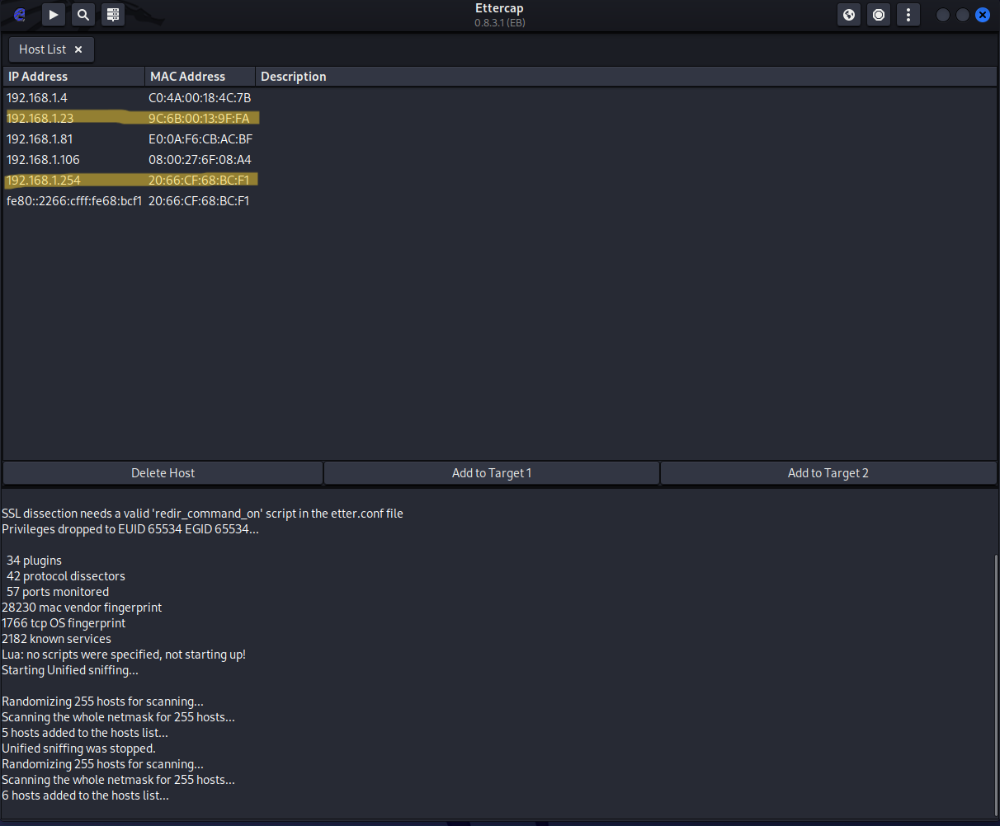 Ettercap
0.8.3.1 (EB)
Host List ×
IP Address MAC Address Description
192.168.1.4 C0:4A:00:18:4C:7B
192.168.1.23 9C:6B:00:13:9F:FA
192.168.1.81 E0:0A:F6:CB:AC:BF
192.168.1.106 08:00:27:6F:08:A4
192.168.1.254 20:66:CF:68:BC:F1
fe80::2266:cfff:fe68:bcf1 20:66:CF:68:BC:F1
Delete Host Add to Target 1 Add to Target 2
SSL dissection needs a valid 'redir_command_on' script in the etter.conf file
Privileges dropped to EUID 65534 EGID 65534...
34 plugins
42 protocol dissectors
57 ports monitored
28230 mac vendor fingerprint
1766 tcp OS fingerprint
2182 known services
Lua: no scripts were specified, not starting up!
Starting Unified sniffing...
Randomizing 255 hosts for scanning...
Scanning the whole netmask for 255 hosts...
5 hosts added to the hosts list...
Unified sniffing was stopped.
Randomizing 255 hosts for scanning...
Scanning the whole netmask for 255 hosts...
6 hosts added to the hosts list...